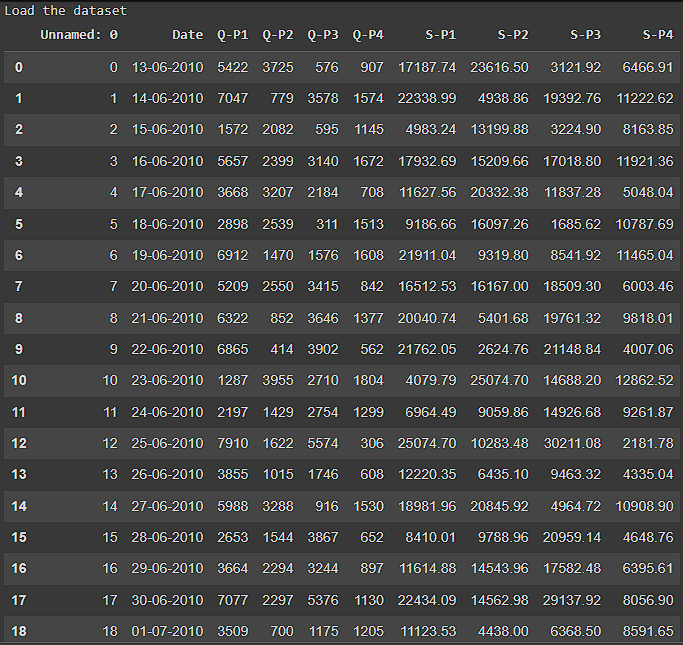 Load the dataset
Unnamed: 0 Date Q-P1 Q-P2 Q-P3 Q-P4 S-P1 S-P2 S-P3 S-P4
0 0 13-06-2010 5422 3725 576 907 17187.74 23616.50 3121.92 6466.91
1 1 14-06-2010 7047 779 3578 1574 22338.99 4938.86 19392.76 11222.62
2 2 15-06-2010 1572 2082 595 1145 4983.24 13199.88 3224.90 8163.85
3 3 16-06-2010 5657 2399 3140 1672 17932.69 15209.66 17018.80 11921.36
4 4 17-06-2010 3668 3207 2184 708 11627.56 20332.38 11837.28 5048.04
5 5 18-06-2010 2898 2539 311 1513 9186.66 16097.26 1685.62 10787.69
6 6 19-06-2010 6912 1470 1576 1608 21911.04 9319.80 8541.92 11465.04
7 7 20-06-2010 5209 2550 3415 842 16512.53 16167.00 18509.30 6003.46
8 8 21-06-2010 6322 852 3646 1377 20040.74 5401.68 19761.32 9818.01
9 9 22-06-2010 6865 414 3902 562 21762.05 2624.76 21148.84 4007.06
10 10 23-06-2010 1287 3955 2710 1804 4079.79 25074.70 14688.20 12862.52
11 11 24-06-2010 2197 1429 2754 1299 6964.49 9059.86 14926.68 9261.87
12 12 25-06-2010 7910 1622 5574 306 25074.70 10283.48 30211.08 2181.78
13 13 26-06-2010 3855 1015 1746 608 12220.35 6435.10 9463.32 4335.04
14 14 27-06-2010 5988 3288 916 1530 18981.96 20845.92 4964.72 10908.90
15 15 28-06-2010 2653 1544 3867 652 8410.01 9788.96 20959.14 4648.76
16 16 29-06-2010 3664 2294 3244 897 11614.88 14543.96 17582.48 6395.61
17 17 30-06-2010 7077 2297 5376 1130 22434.09 14562.98 29137.92 8056.90
18 18 01-07-2010 3509 700 1175 1205 11123.53 4438.00 6368.50 8591.65